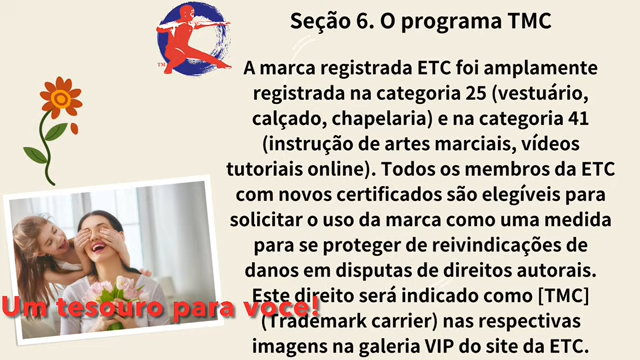 Seção 6. O programa TMC
A marca registrada ETC foi amplamente
registrada na categoria 25 (vestuário,
calçado, chapelaria) e na categoria 41
(instrução de artes marciais, vídeos
tutoriais online). Todos os membros da ETC
com novos certificados são elegíveis para
solicitar o uso da marca como uma medida
para se proteger de reivindicações de
danos em disputas de direitos autorais.
Este direito será indicado como [TMC]
(Trademark carrier) nas respectivas
imagens na galeria VIP do site da ETC.
Um tesouro para você!
TM